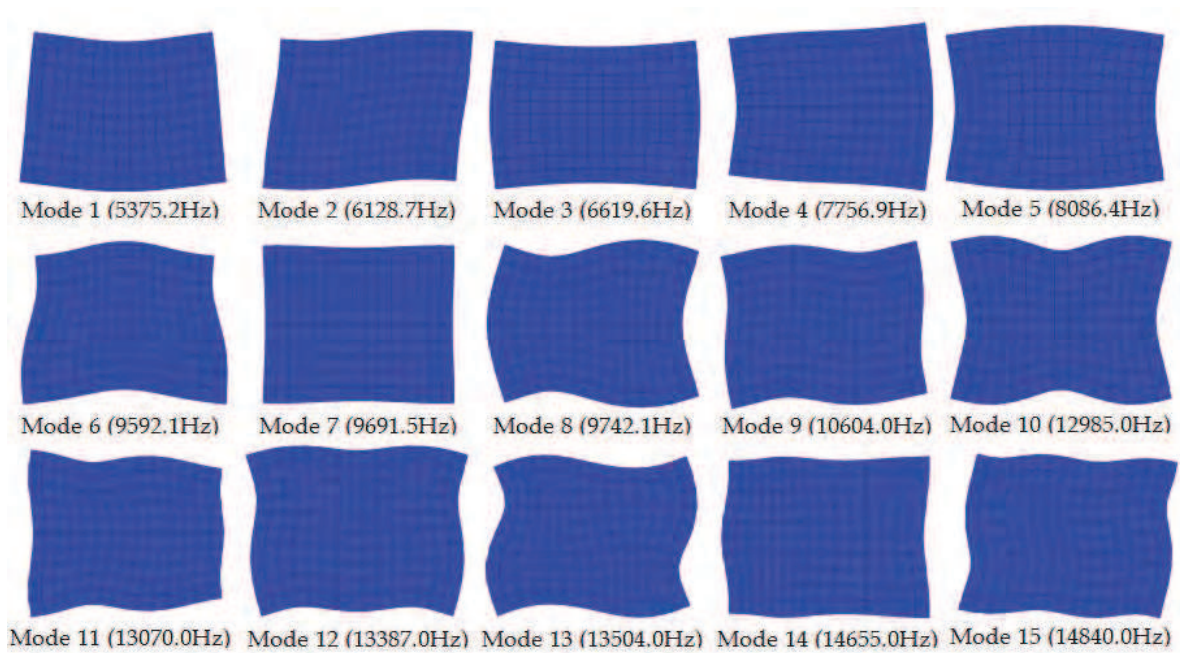 Mode 1 (5375.2Hz) Mode 2 (6128.7Hz) Mode 3 (6619.6Hz) Mode 4 (7756.9Hz) Mode 5 (8086.4Hz)
Mode 6 (9592.1Hz) Mode 7 (9691.5Hz) Mode 8 (9742.1Hz) Mode 9 (10604.0Hz) Mode 10 (12985.0Hz)
Mode 11 (13070.0Hz) Mode 12 (13387.0Hz) Mode 13 (13504.0Hz) Mode 14 (14655.0Hz) Mode 15 (14840.0Hz)